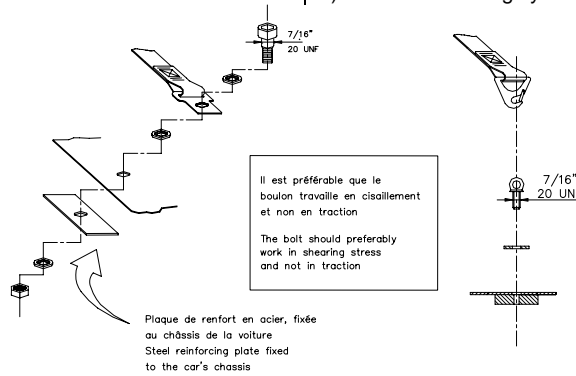 7/16"
20 UNF
Il est préférable que le
boulon travaille en cisaillement
et non en traction
The bolt should preferably
work in shearing stress
and not in traction
7/16"
20 UN
Plaque de renfort en acier, fixée
au châssis de la voiture
Steel reinforcing plate fixed
to the car's chassis